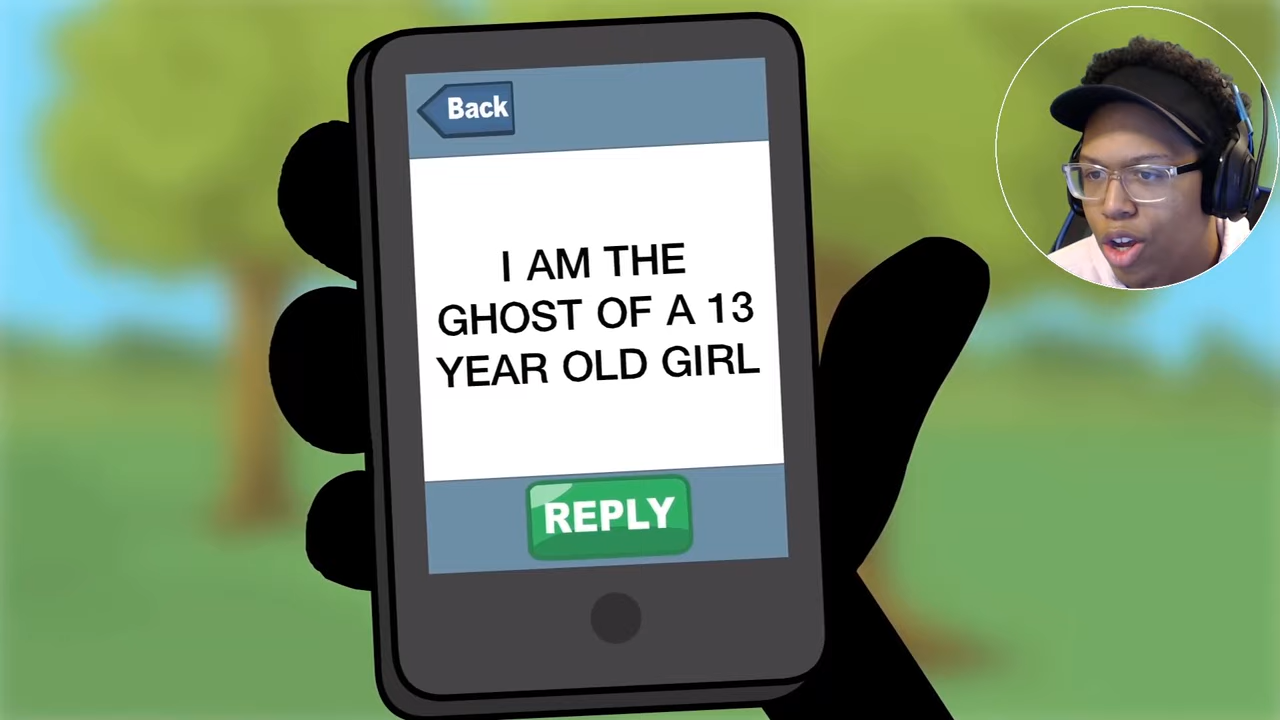 Back
I AM THE
GHOST OF A 13
YEAR OLD GIRL
REPLY